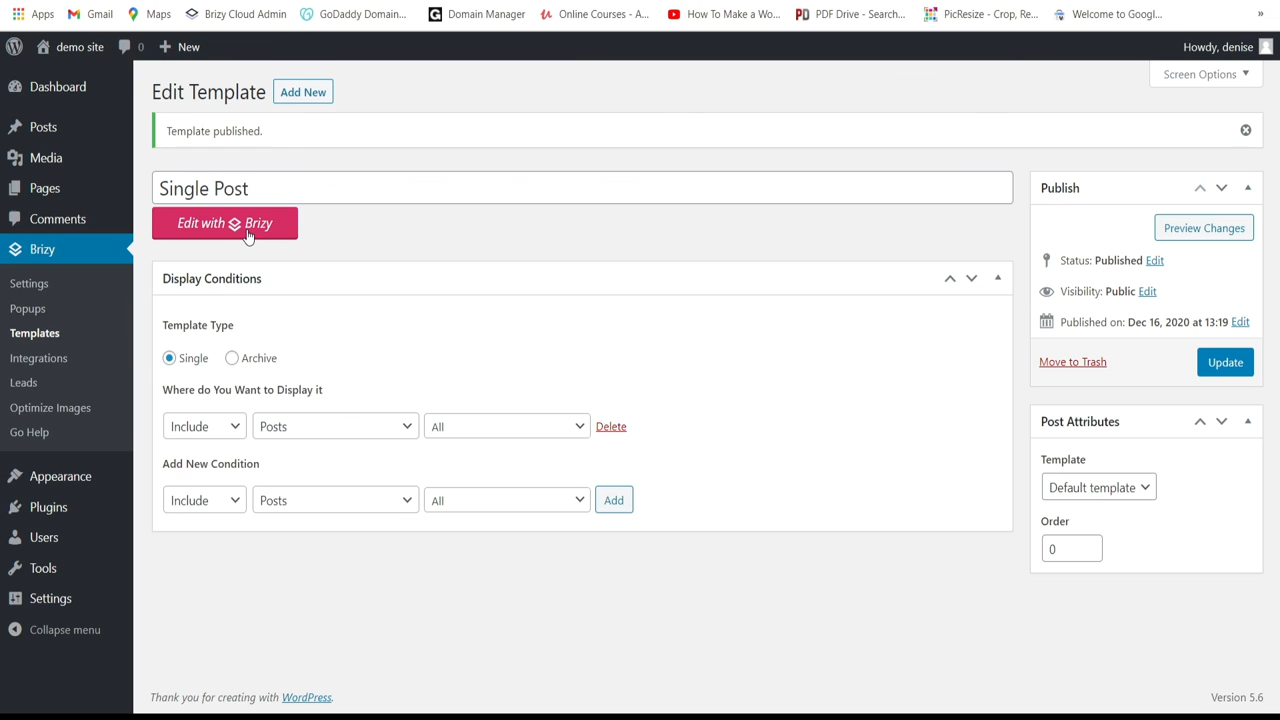 Apps Gmail Maps Brizy Cloud Admin GoDaddy Domain... Domain Manager Online Courses - A... How To Make a Wo... PDF Drive - Search... PicResize - Crop, Re... Welcome to Googl... »
demo site 0 New Howdy, denise
Screen Options
Dashboard
Posts
Media
Pages
Comments
Brizy
Settings
Popups
Templates
Integrations
Leads
Optimize Images
Go Help
Appearance
Plugins
Users
Tools
Settings
Collapse menu
Edit Template Add New
Template published.
Single Post
Edit with Brizy
Display Conditions
Template Type
Single Archive
Where do You Want to Display it
Include Posts All Delete
Add New Condition
Include Posts All Add
Publish
Preview Changes
Status: Published Edit
Visibility: Public Edit
Published on: Dec 16, 2020 at 13:19 Edit
Move to Trash Update
Post Attributes
Template
Default template
Order
0
Thank you for creating with WordPress. Version 5.6